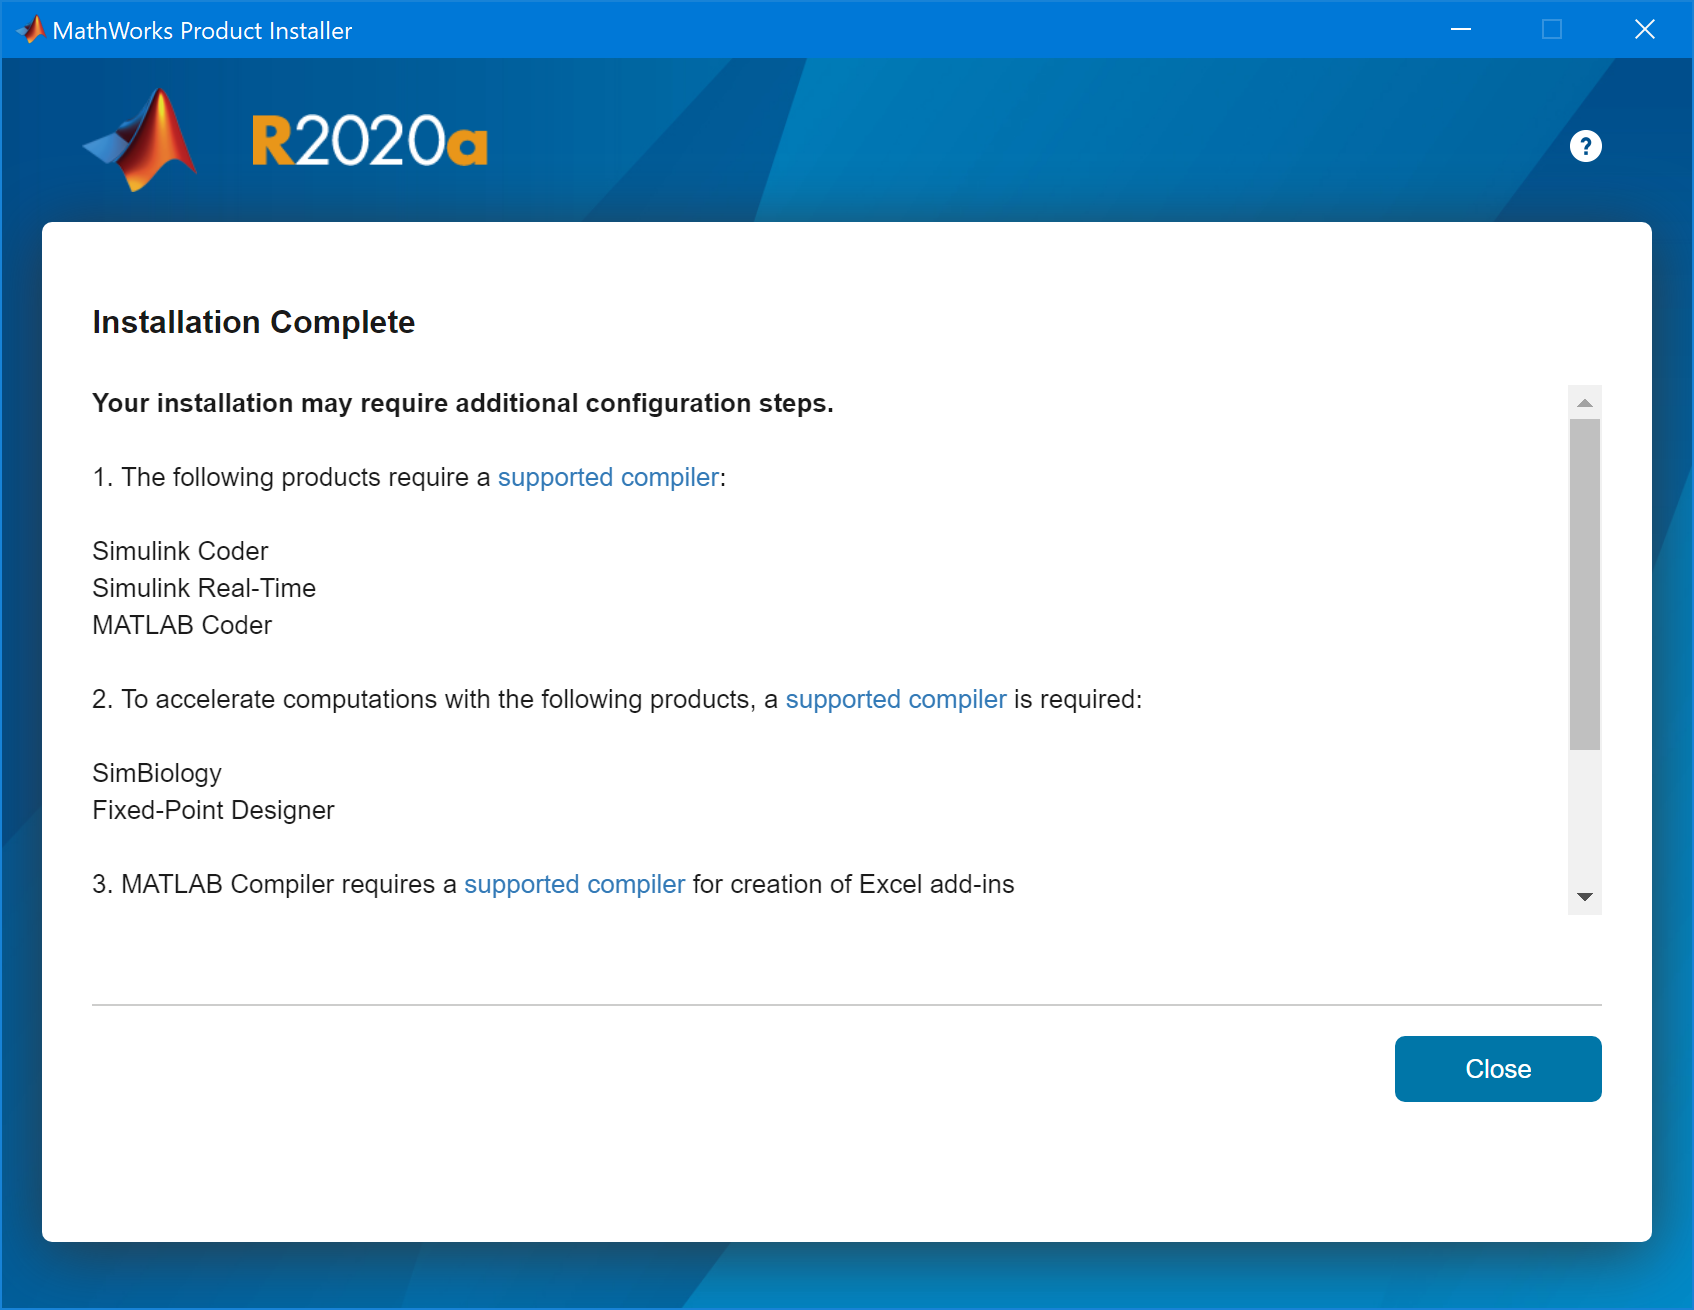 MathWorks Product Installer
R2020a
?
Installation Complete
Your installation may require additional configuration steps.
1. The following products require a supported compiler:
Simulink Coder
Simulink Real-Time
MATLAB Coder
2. To accelerate computations with the following products, a supported compiler is required:
SimBiology
Fixed-Point Designer
3. MATLAB Compiler requires a supported compiler for creation of Excel add-ins
Close